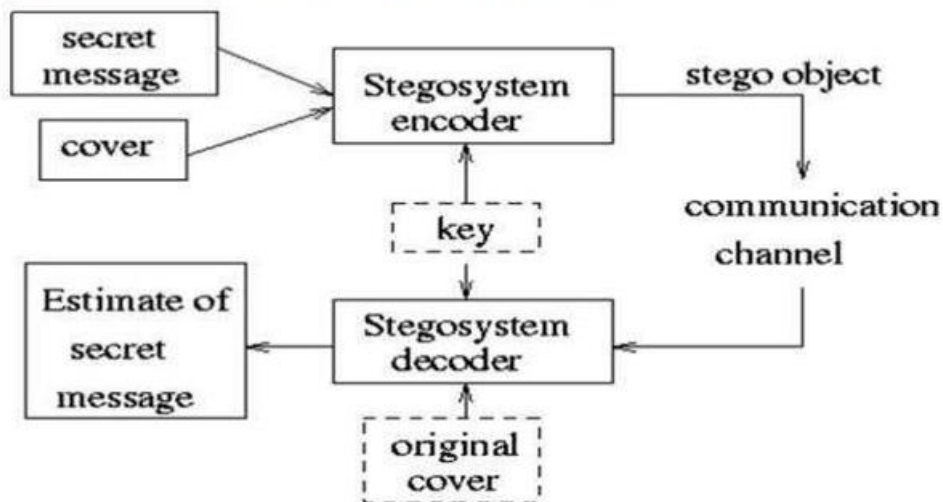 secret
message
cover
Stegosystem
encoder
stego object
key
communication
channel
Estimate of
secret
message
Stegosystem
decoder
original
cover